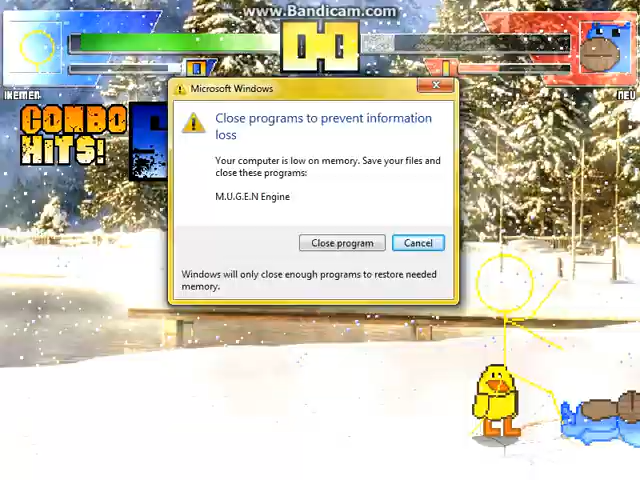 www.Bandicam.com
00
IKEMEN
NEU
COMBO
HITS!
Microsoft Windows
Close programs to prevent information
loss
Your computer is low on memory. Save your files and
close these programs:
M.U.G.E.N Engine
Close program
Cancel
Windows will only close enough programs to restore needed
memory.